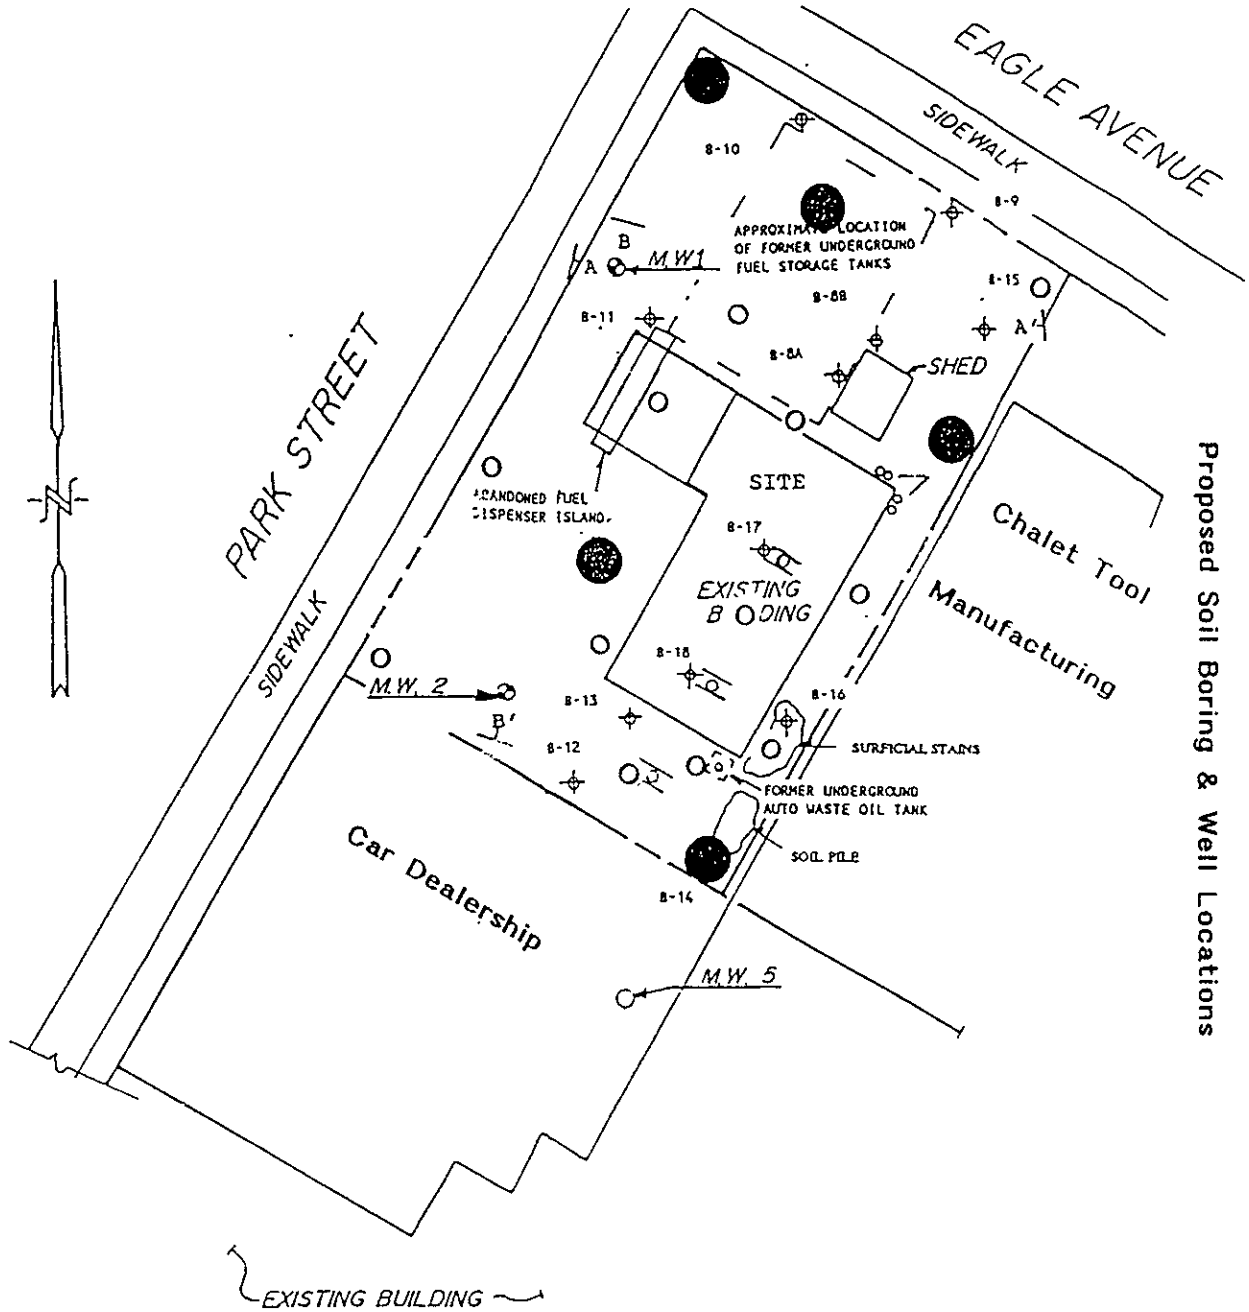 EAGLE AVENUE
SIDEWALK
B-10
B-9
APPROXIMATE LOCATION
OF FORMER UNDERGROUND
FUEL STORAGE TANKS
B
A
M.W.1
B-15
B-8B
B-11
A'
B-8A
SHED
N
PARK STREET
SITE
ABANDONED FUEL
DISPENSER ISLAND.
B-17
Chalet Tool
Manufacturing
EXISTING
SIDEWALK
B-18
M.W. 2
B-16
B-13
B'
B-12
SURFICIAL STAINS
FORMER UNDERGROUND
AUTO WASTE OIL TANK
SOIL PILE
Car Dealership
B-14
M.W. 5
EXISTING BUILDING
Proposed Soil Boring & Well Locations